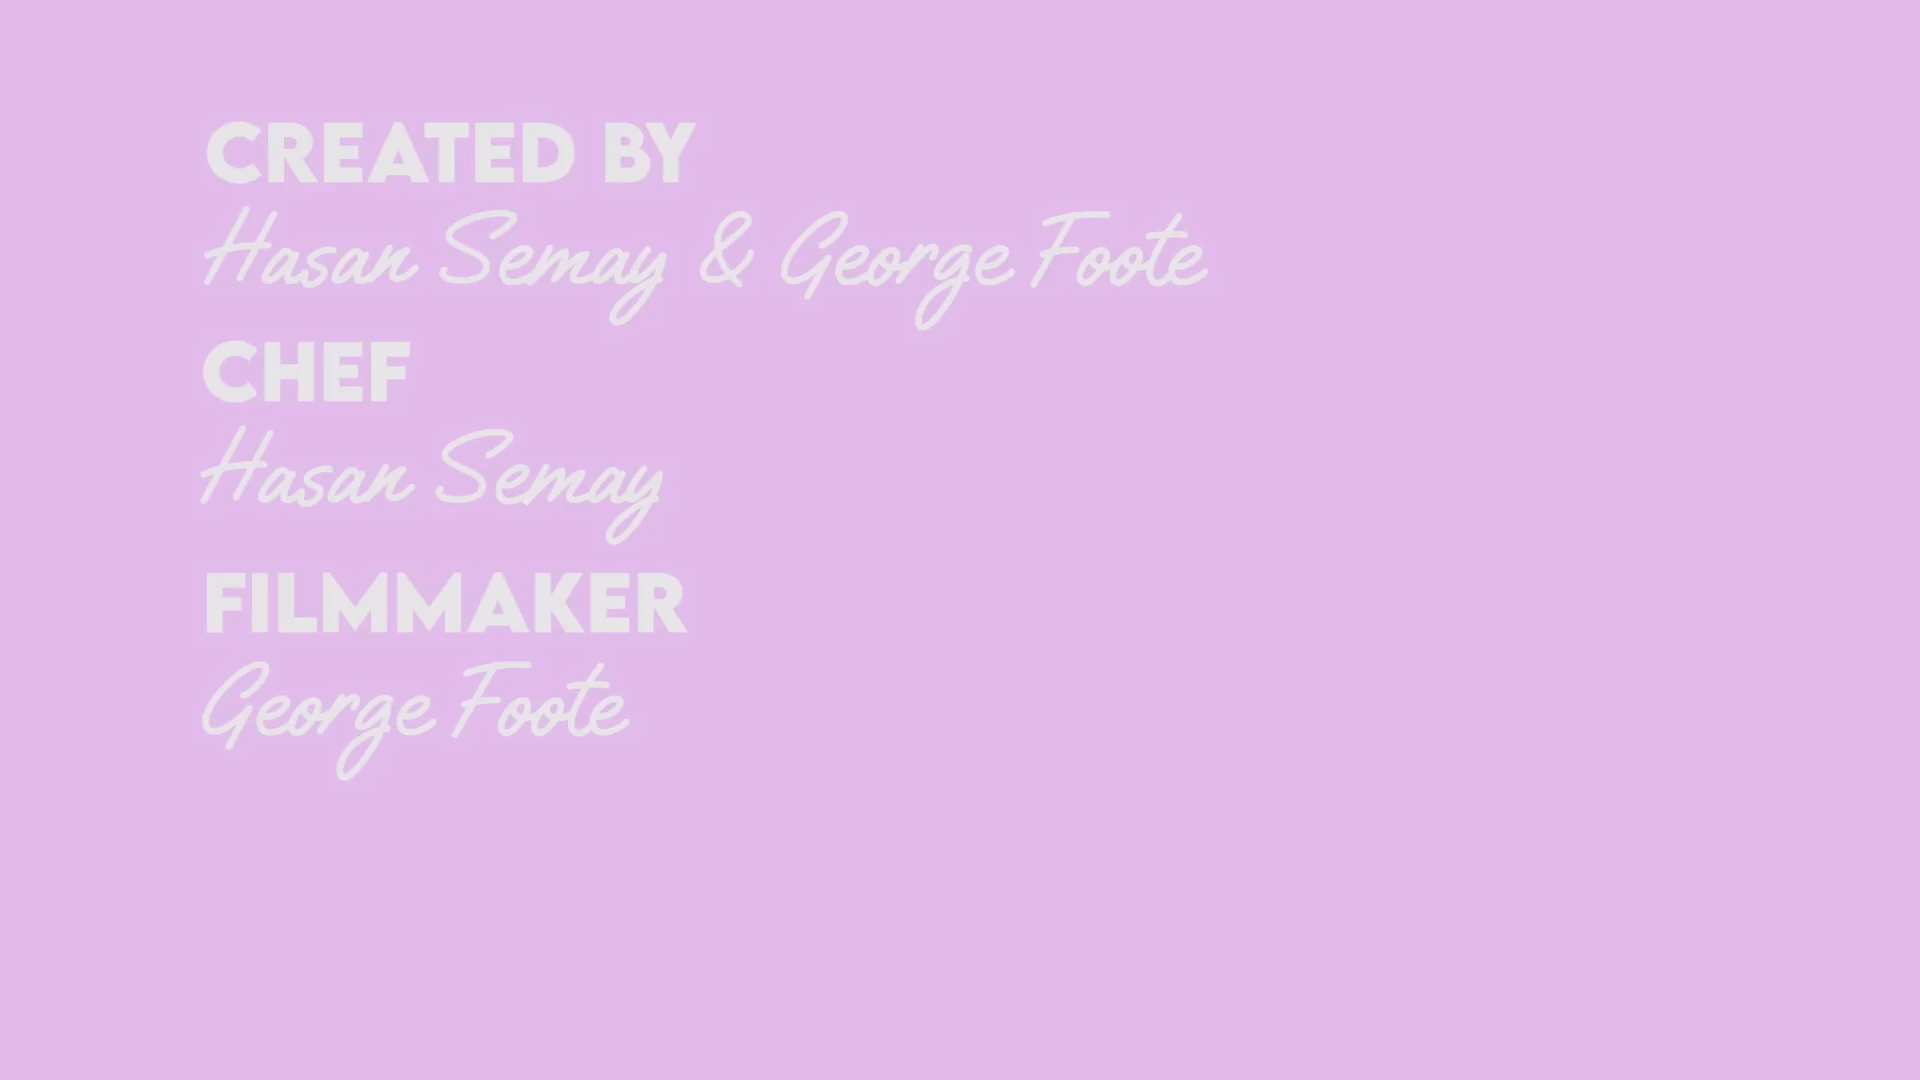 CREATED BY
Hasan Semay & George Foote
CHEF
Hasan Semay
FILMMAKER
George Foote